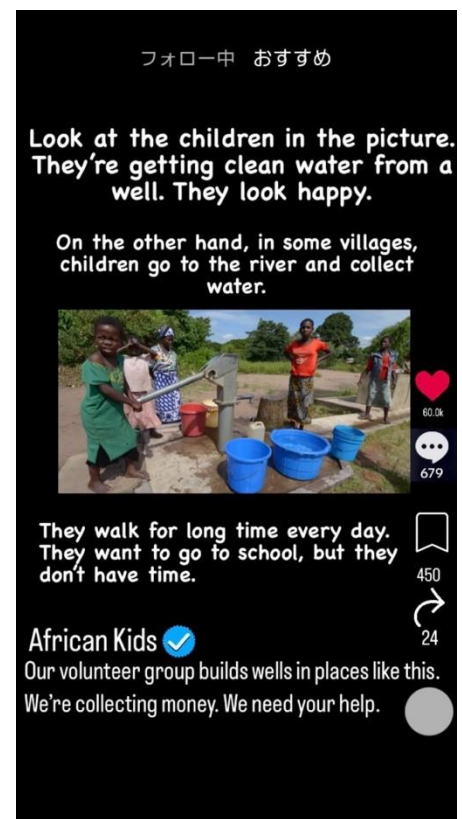 フォロー中 おすすめ
Look at the children in the picture.
They're getting clean water from a
well. They look happy.
On the other hand, in some villages,
children go to the river and collect
water.
60.0k
679
They walk for long time every day.
They want to go to school, but they
don't have time.
450
24
African Kids
Our volunteer group builds wells in places like this.
We're collecting money. We need your help.